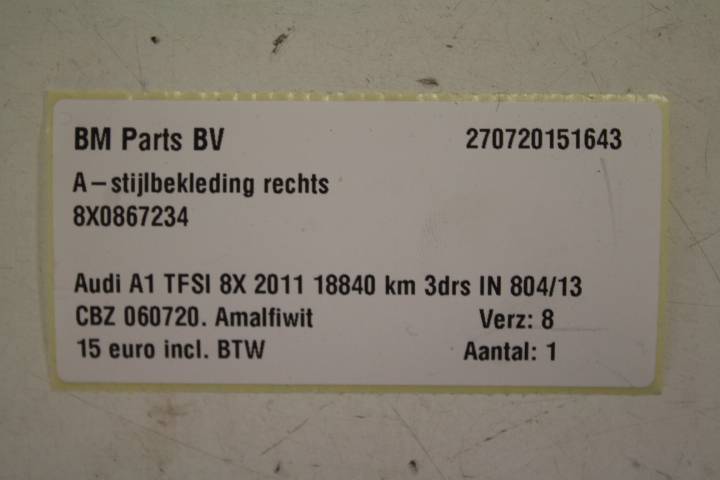 BM Parts BV 270720151643
A-stijlbekleding rechts
8X0867234
Audi A1 TFSI 8X 2011 18840 km 3drs IN 804/13
CBZ 060720. Amalfiwit Verz: 8
15 euro incl. BTW Aantal: 1